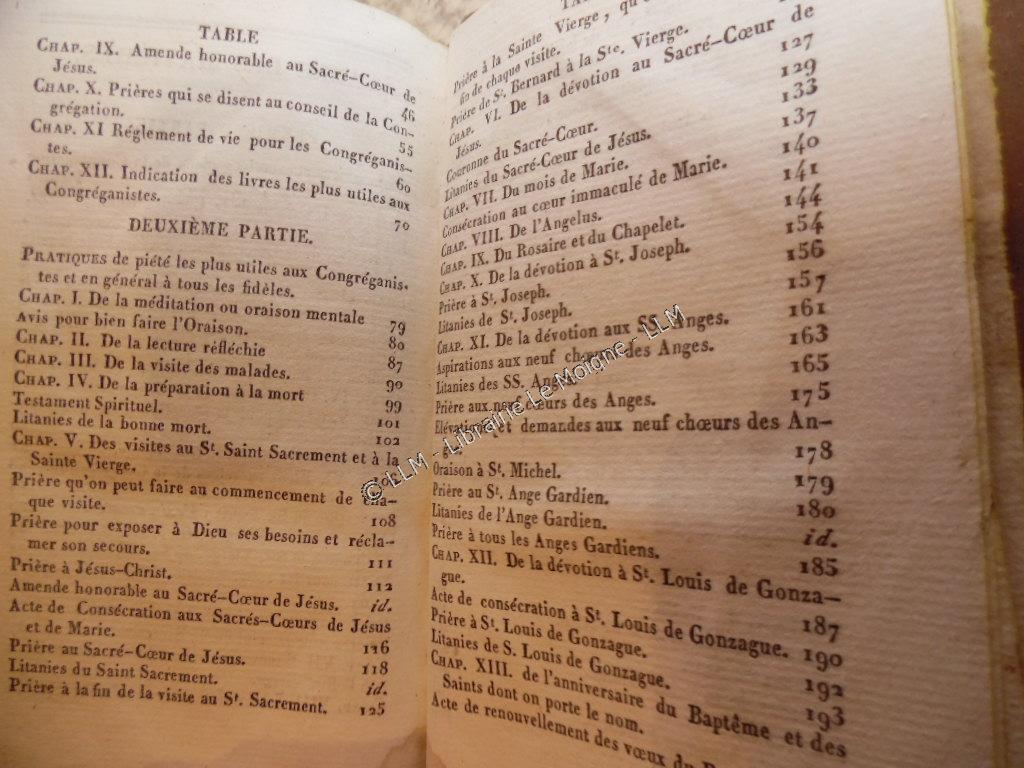 TABLE
CHAP. IX. Amende honorable au Sacré-Cœur de
Jésus. 46
CHAP. X. Prières qui se disent au conseil de la Con-
grégation. 55
CHAP. XI Réglement de vie pour les Congréganis-
tes. 60
CHAP. XII. Indication des livres les plus utiles aux
Congréganistes. 70
DEUXIÈME PARTIE.
PRATIQUES de piété les plus utiles aux Congréganis-
tes et en général à tous les fidèles.
CHAP. I. De la méditation ou oraison mentale 79
Avis pour bien faire l'Oraison. 80
CHAP. II. De la lecture réfléchie 87
CHAP. III. De la visite des malades. 90
CHAP. IV. De la préparation à la mort 99
Testament Spirituel. 101
Litanies de la bonne mort. 102
CHAP. V. Des visites au St. Saint Sacrement et à la
Sainte Vierge.
Prière qu'on peut faire au commencement de cha-
que visite. 108
Prière pour exposer à Dieu ses besoins et récla-
mer son secours. 111
Prière à Jésus-Christ. 112
Amende honorable au Sacré-Cœur de Jésus. id.
Acte de Consécration aux Sacrés-Cœurs de Jésus
et de Marie. 116
Prière au Sacré-Cœur de Jésus. 118
Litanies du Saint Sacrement. id.
Prière à la fin de la visite au St. Sacrement. 125
Prière à la Sainte Vierge,
fin de chaque visite.
Prière de St. Bernard à la Ste. Vierge. 127
CHAP. VI. De la dévotion au Sacré-Cœur de
Jésus. 129
Couronne du Sacré-Cœur. 133
Litanies du Sacré-Cœur de Jésus. 137
CHAP. VII. Du mois de Marie. 140
Consécration au cœur immaculé de Marie. 141
CHAP. VIII. De l'Angelus. 144
CHAP. IX. Du Rosaire et du Chapelet. 154
CHAP. X. De la dévotion à St. Joseph. 156
Prière à St. Joseph. 157
Litanies de St. Joseph. 161
CHAP. XI. De la dévotion aux SS. Anges. 163
Aspirations aux neuf chœurs des Anges. 165
Litanies des SS. Anges. 175
Prière aux neuf cœurs des Anges.
Elévations et demandes aux neuf chœurs des An-
178
Oraison à St. Michel. 179
Prière au St. Ange Gardien. 180
Litanies de l'Ange Gardien. id.
Prière à tous les Anges Gardiens. 185
CHAP. XII. De la dévotion à St. Louis de Gonza-
gue. 187
Acte de consécration à St. Louis de Gonzague. 190
Prière à St. Louis de Gonzague. 192
Litanies de S. Louis de Gonzague. 193
CHAP. XIII. de l'anniversaire du Baptême et des
Saints dont on porte le nom.
Acte de renouvellement des vœux du
© LLM - Librairie Le Moigne - LLM